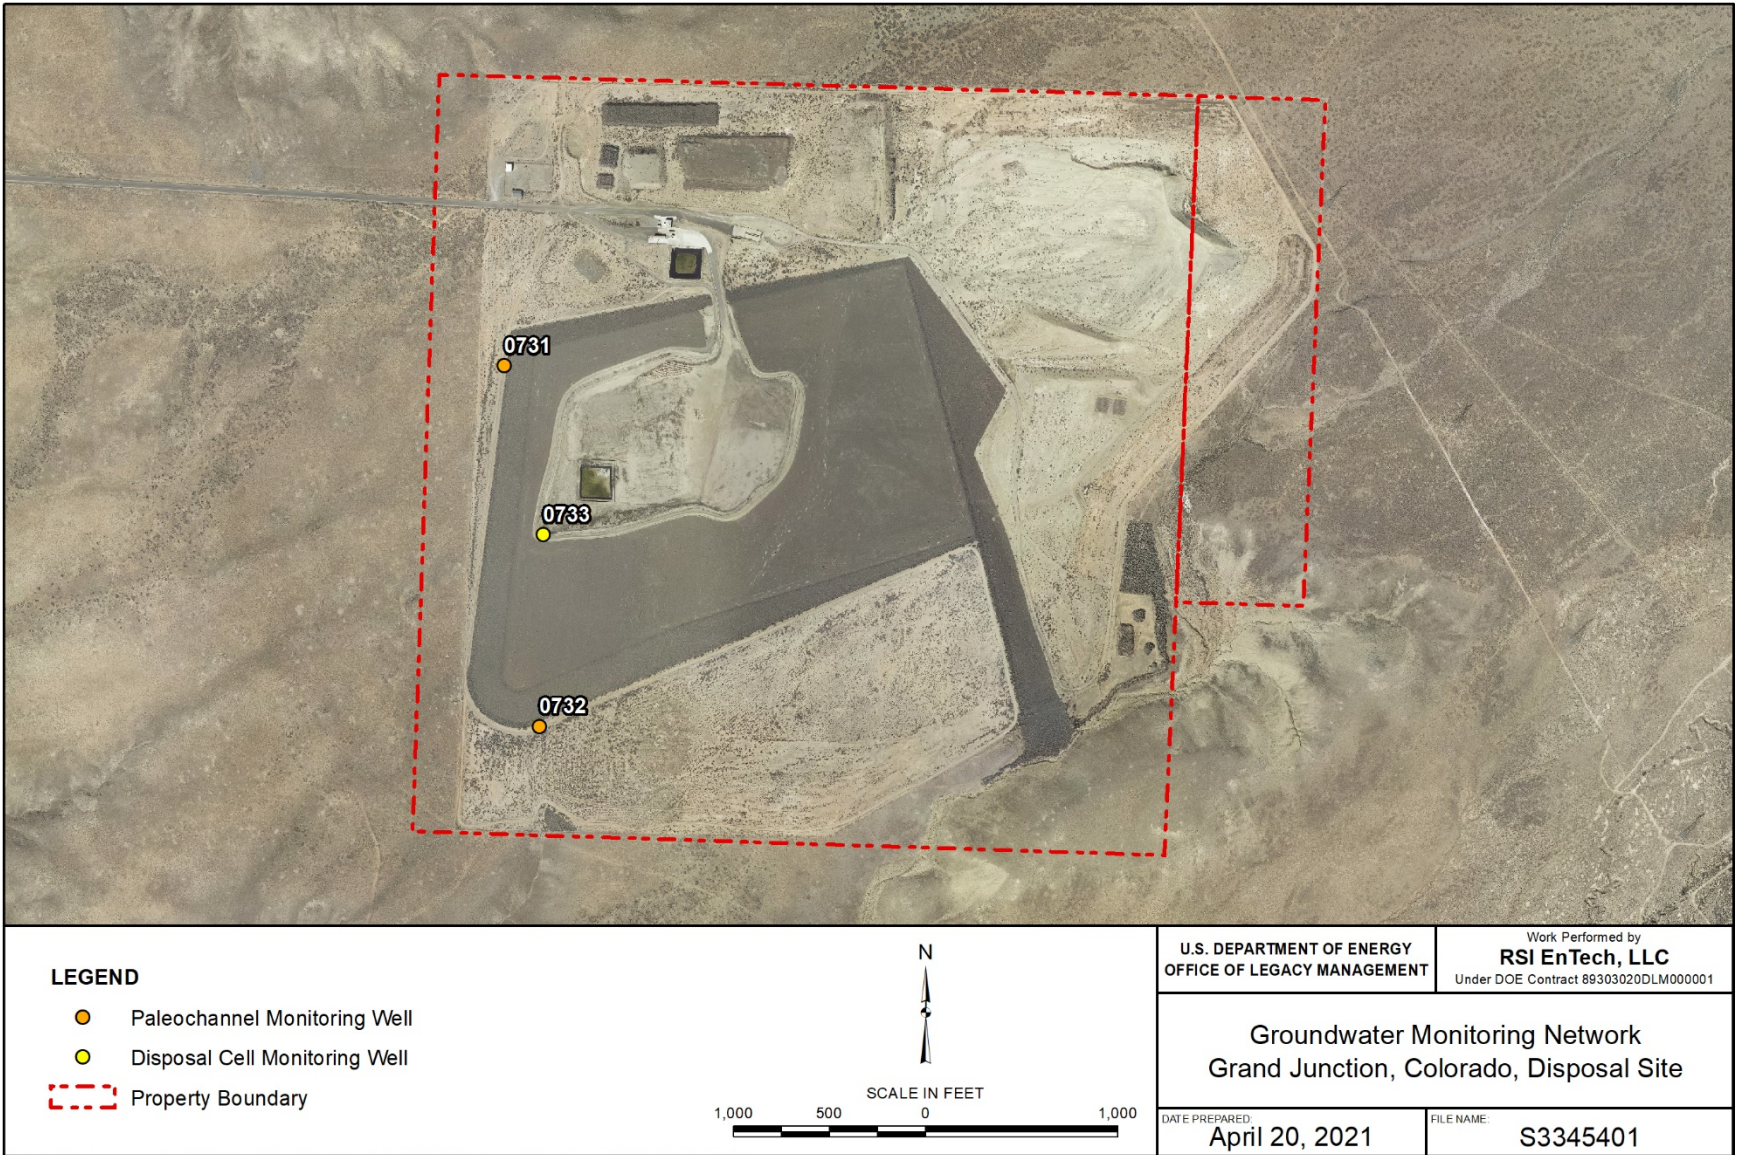 0731
0733
0732
LEGEND
Paleochannel Monitoring Well
Disposal Cell Monitoring Well
Property Boundary
N
SCALE IN FEET
1,000 500 0 1,000
U.S. DEPARTMENT OF ENERGY
OFFICE OF LEGACY MANAGEMENT
Work Performed by
RSI EnTech, LLC
Under DOE Contract 89303020DLM000001
Groundwater Monitoring Network
Grand Junction, Colorado, Disposal Site
DATE PREPARED:
April 20, 2021
FILE NAME:
S3345401